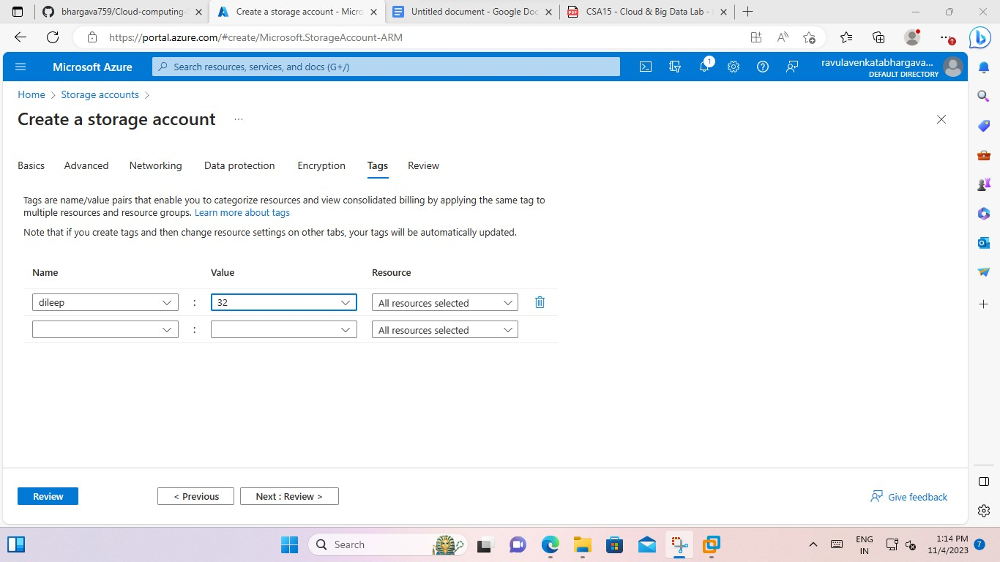 bhargava759/Cloud-computing-
Create a storage account - Micro
Untitled document - Google Doc
CSA15 - Cloud & Big Data Lab -
https://portal.azure.com/#create/Microsoft.StorageAccount-ARM
Microsoft Azure
Search resources, services, and docs (G+/)
1
ravulavenkatabhargava...
DEFAULT DIRECTORY
Home > Storage accounts >
Create a storage account ...
Basics Advanced Networking Data protection Encryption Tags Review
Tags are name/value pairs that enable you to categorize resources and view consolidated billing by applying the same tag to
multiple resources and resource groups. Learn more about tags
Note that if you create tags and then change resource settings on other tabs, your tags will be automatically updated.
Name Value Resource
dileep : 32 All resources selected
: All resources selected
Review < Previous Next : Review > Give feedback
Search
ENG
IN
1:14 PM
11/4/2023
7